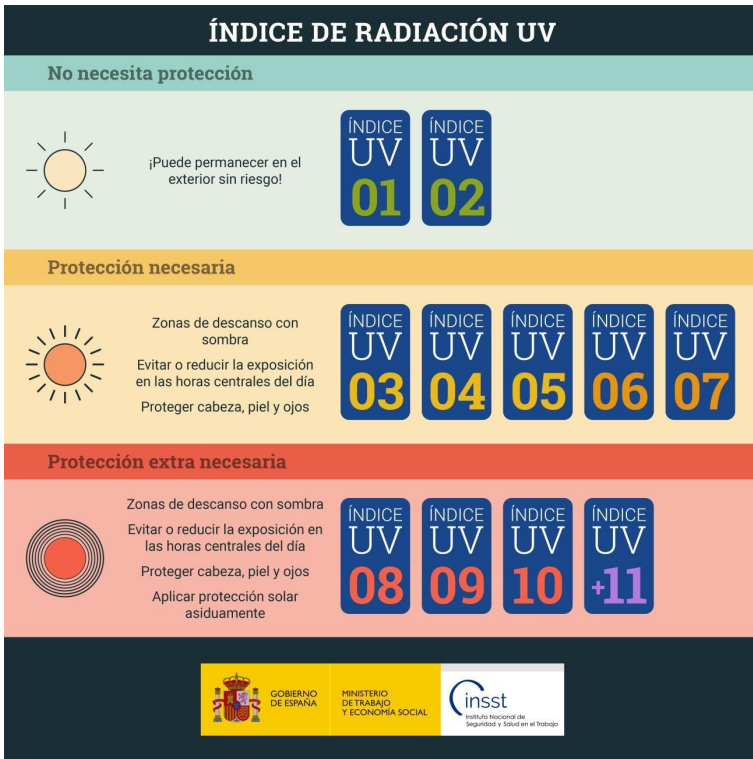 ÍNDICE DE RADIACIÓN UV
No necesita protección
¡Puede permanecer en el
exterior sin riesgo!
ÍNDICE
UV
01
ÍNDICE
UV
02
Protección necesaria
Zonas de descanso con
sombra
Evitar o reducir la exposición
en las horas centrales del día
Proteger cabeza, piel y ojos
ÍNDICE
UV
03
ÍNDICE
UV
04
ÍNDICE
UV
05
ÍNDICE
UV
06
ÍNDICE
UV
07
Protección extra necesaria
Zonas de descanso con sombra
Evitar o reducir la exposición en
las horas centrales del día
Proteger cabeza, piel y ojos
Aplicar protección solar
asiduamente
ÍNDICE
UV
08
ÍNDICE
UV
09
ÍNDICE
UV
10
ÍNDICE
UV
+11
GOBIERNO
DE ESPAÑA
MINISTERIO
DE TRABAJO
Y ECONOMÍA SOCIAL
insst
Instituto Nacional de
Seguridad y Salud en el Trabajo